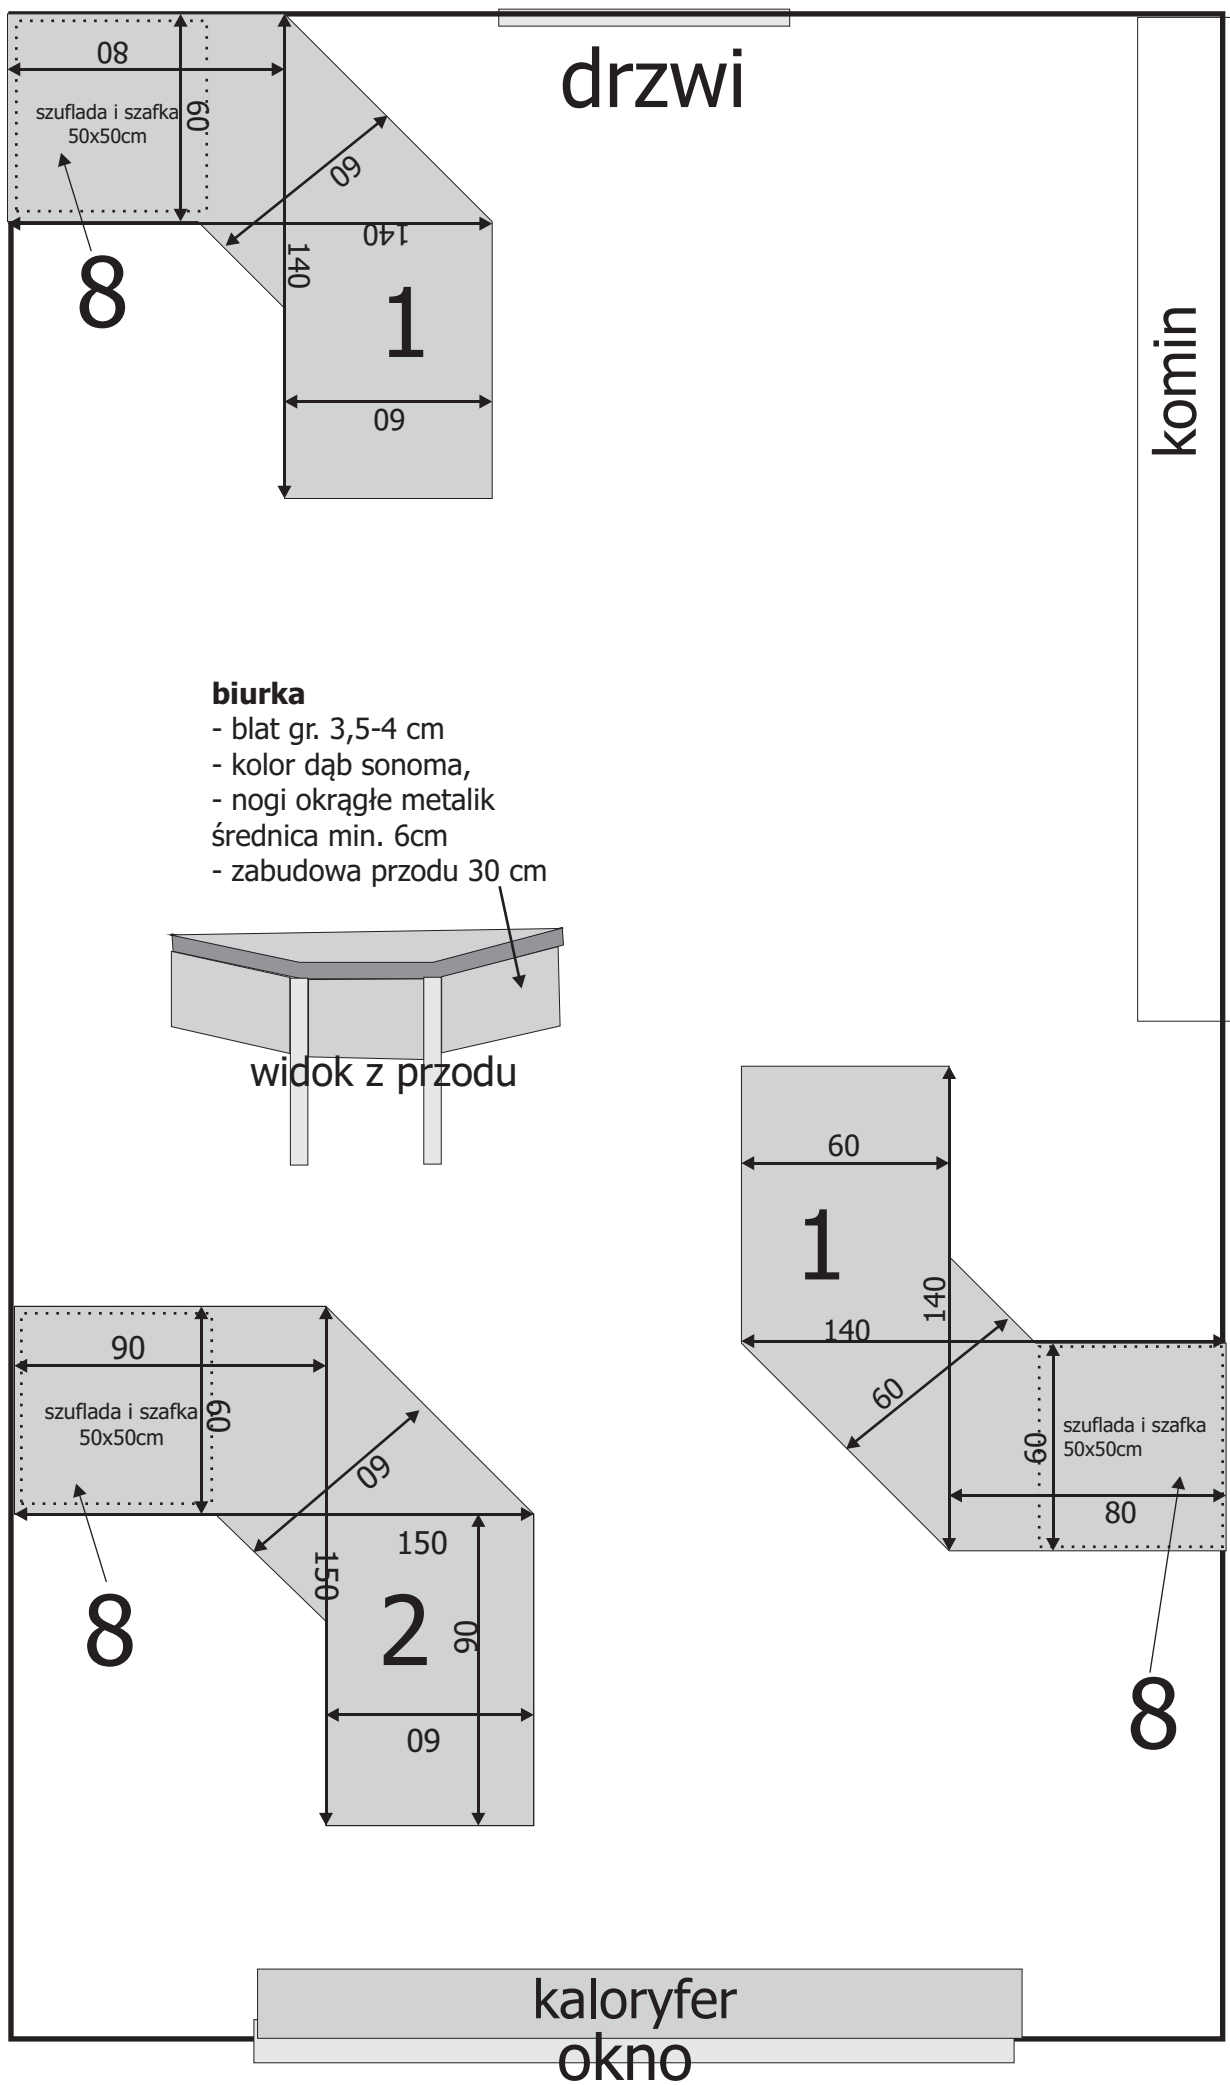 drzwi
80
szuflada i szafka
50x50cm
60
60
140
140
8
1
60
komin
biurka
- blat gr. 3,5-4 cm
- kolor dąb sonoma,
- nogi okrągłe metalik
średnica min. 6cm
- zabudowa przodu 30 cm
widok z przodu
60
1
140
140
60
60
szuflada i szafka
50x50cm
80
8
90
szuflada i szafka
50x50cm
60
60
150
150
8
2
90
60
kaloryfer
okno